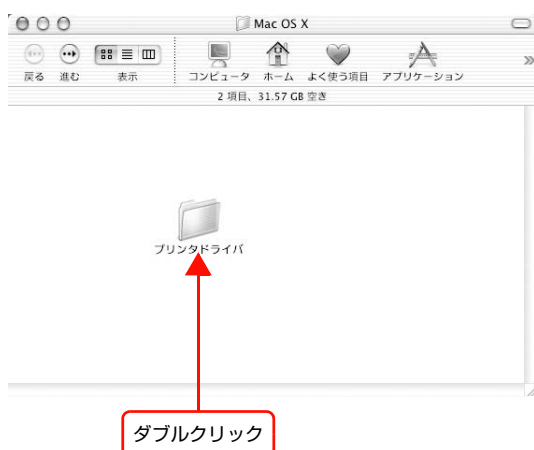 Mac OS X
戻る 進む 表示 コンピュータ ホーム よく使う項目 アプリケーション
2 項目、31.57 GB 空き
プリンタドライバ
ダブルクリック